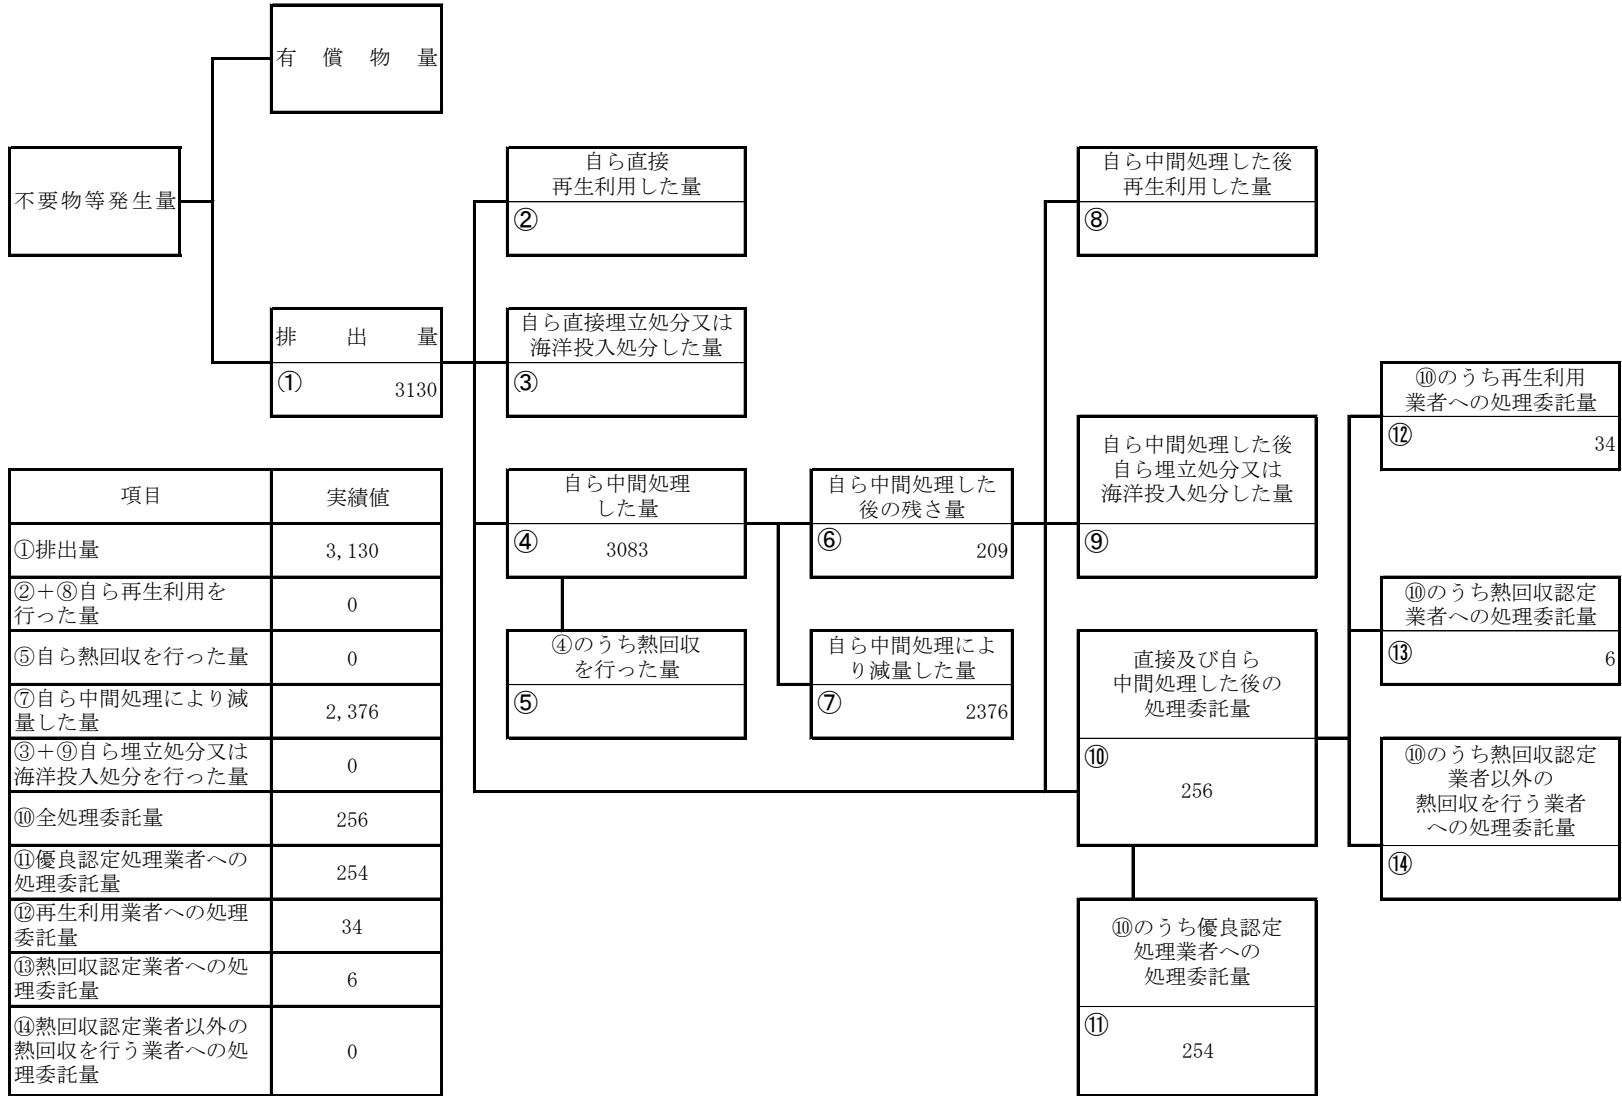 有償物量
不要物等発生量
排出量
①
3130
自ら直接
再生利用した量
②
自ら直接埋立処分又は
海洋投入処分した量
③
自ら中間処理
した量
④
3083
④のうち熱回収
を行った量
⑤
自ら中間処理した
後の残さ量
⑥
209
自ら中間処理によ
り減量した量
⑦
2376
自ら中間処理した後
再生利用した量
⑧
自ら中間処理した後
自ら埋立処分又は
海洋投入処分した量
⑨
直接及び自ら
中間処理した後の
処理委託量
⑩
256
⑩のうち優良認定
処理業者への
処理委託量
⑪
254
⑩のうち再生利用
業者への処理委託量
⑫
34
⑩のうち熱回収認定
業者への処理委託量
⑬
6
⑩のうち熱回収認定
業者以外の
熱回収を行う業者
への処理委託量
⑭
項目
実績値
①排出量
3,130
②+⑧自ら再生利用を
行った量
0
⑤自ら熱回収を行った量
0
⑦自ら中間処理により減
量した量
2,376
③+⑨自ら埋立処分又は
海洋投入処分を行った量
0
⑩全処理委託量
256
⑪優良認定処理業者への
処理委託量
254
⑫再生利用業者への処理
委託量
34
⑬熱回収認定業者への処
理委託量
6
⑭熱回収認定業者以外の
熱回収を行う業者への処
理委託量
0